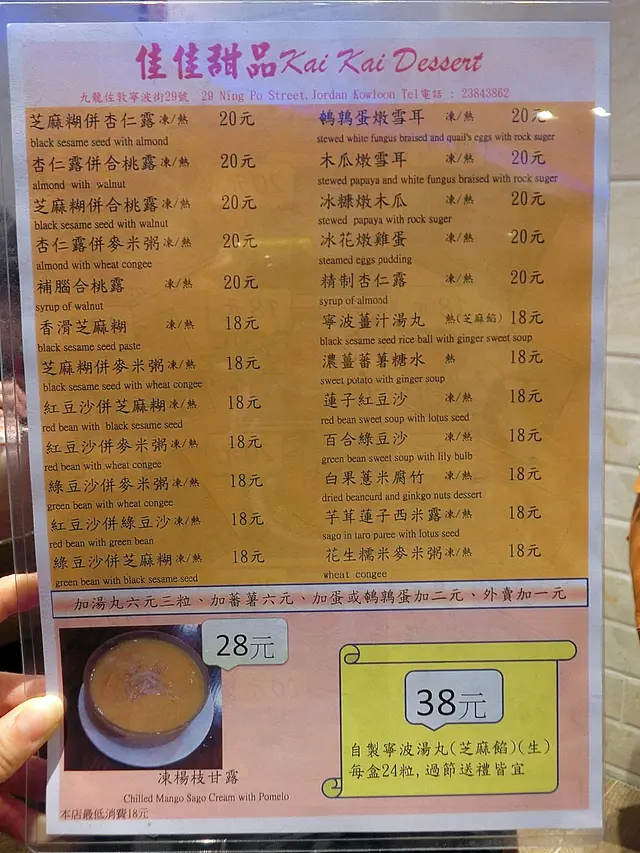 佳佳甜品 Kai Kai Dessert
九龍佐敦寧波街29號 29 Ning Po Street, Jordan Kowloon Tel電話 : 23843862
芝麻糊併杏仁露 凍/熱 20元
black sesame seed with almond
杏仁露併合桃露 凍/熱 20元
almond with walnut
芝麻糊併合桃露 凍/熱 20元
black sesame seed with walnut
杏仁露併麥米粥 凍/熱 20元
almond with wheat congee
補腦合桃露 凍/熱 20元
syrup of walnut
香滑芝麻糊 凍/熱 18元
black sesame seed paste
芝麻糊併麥米粥 凍/熱 18元
black sesame seed with wheat congee
紅豆沙併芝麻糊 凍/熱 18元
red bean with black sesame seed
紅豆沙併麥米粥 凍/熱 18元
red bean with wheat congee
綠豆沙併麥米粥 凍/熱 18元
green bean with wheat congee
紅豆沙併綠豆沙 凍/熱 18元
red bean with green bean
綠豆沙併芝麻糊 凍/熱 18元
green bean with black sesame seed
鵪鶉蛋燉雪耳 凍/熱 20元
stewed white fungus braised and quail's eggs with rock suger
木瓜燉雪耳 凍/熱 20元
stewed papaya and white fungus braised with rock suger
冰糠燉木瓜 凍/熱 20元
stewed papaya with rock suger
冰花燉雞蛋 凍/熱 20元
steamed eggs pudding
精制杏仁露 凍/熱 20元
syrup of almond
寧波薑汁湯丸 熱(芝麻餡) 18元
black sesame seed rice ball with ginger sweet soup
濃薑蕃薯糖水 熱 18元
sweet potato with ginger soup
蓮子紅豆沙 凍/熱 18元
red bean sweet soup with lotus seed
百合綠豆沙 凍/熱 18元
green bean sweet soup with lily bulb
白果薏米腐竹 凍/熱 18元
dried beancurd and ginkgo nuts dessert
芋茸蓮子西米露 凍/熱 18元
sago in taro puree with lotus seed
花生糯米麥米粥 凍/熱 18元
wheat congee
加湯丸六元三粒、加蕃薯六元、加蛋或鵪鶉蛋加二元、外賣加一元
28元
凍楊枝甘露
Chilled Mango Sago Cream with Pomelo
本店最低消費18元
38元
自製寧波湯丸(芝麻餡)(生)
每盒24粒,過節送禮皆宜